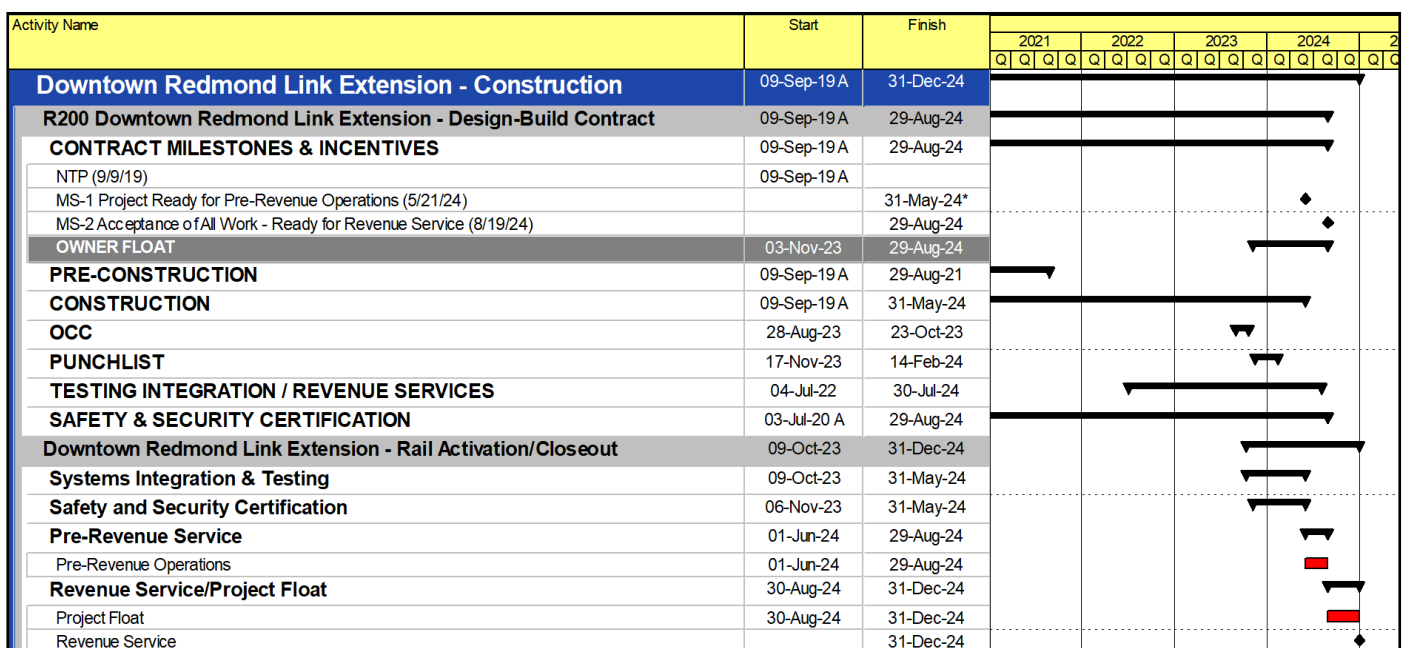 Activity Name Start Finish
2021 2022 2023 2024 2
Q Q Q Q Q Q Q Q Q Q Q Q Q Q Q Q Q Q
Downtown Redmond Link Extension - Construction 09-Sep-19 A 31-Dec-24
R200 Downtown Redmond Link Extension - Design-Build Contract 09-Sep-19 A 29-Aug-24
CONTRACT MILESTONES & INCENTIVES 09-Sep-19 A 29-Aug-24
NTP (9/9/19) 09-Sep-19 A
MS-1 Project Ready for Pre-Revenue Operations (5/21/24) 31-May-24*
MS-2 Acceptance of All Work - Ready for Revenue Service (8/19/24) 29-Aug-24
OWNER FLOAT 03-Nov-23 29-Aug-24
PRE-CONSTRUCTION 09-Sep-19 A 29-Aug-21
CONSTRUCTION 09-Sep-19 A 31-May-24
OCC 28-Aug-23 23-Oct-23
PUNCHLIST 17-Nov-23 14-Feb-24
TESTING INTEGRATION / REVENUE SERVICES 04-Jul-22 30-Jul-24
SAFETY & SECURITY CERTIFICATION 03-Jul-20 A 29-Aug-24
Downtown Redmond Link Extension - Rail Activation/Closeout 09-Oct-23 31-Dec-24
Systems Integration & Testing 09-Oct-23 31-May-24
Safety and Security Certification 06-Nov-23 31-May-24
Pre-Revenue Service 01-Jun-24 29-Aug-24
Pre-Revenue Operations 01-Jun-24 29-Aug-24
Revenue Service/Project Float 30-Aug-24 31-Dec-24
Project Float 30-Aug-24 31-Dec-24
Revenue Service 31-Dec-24